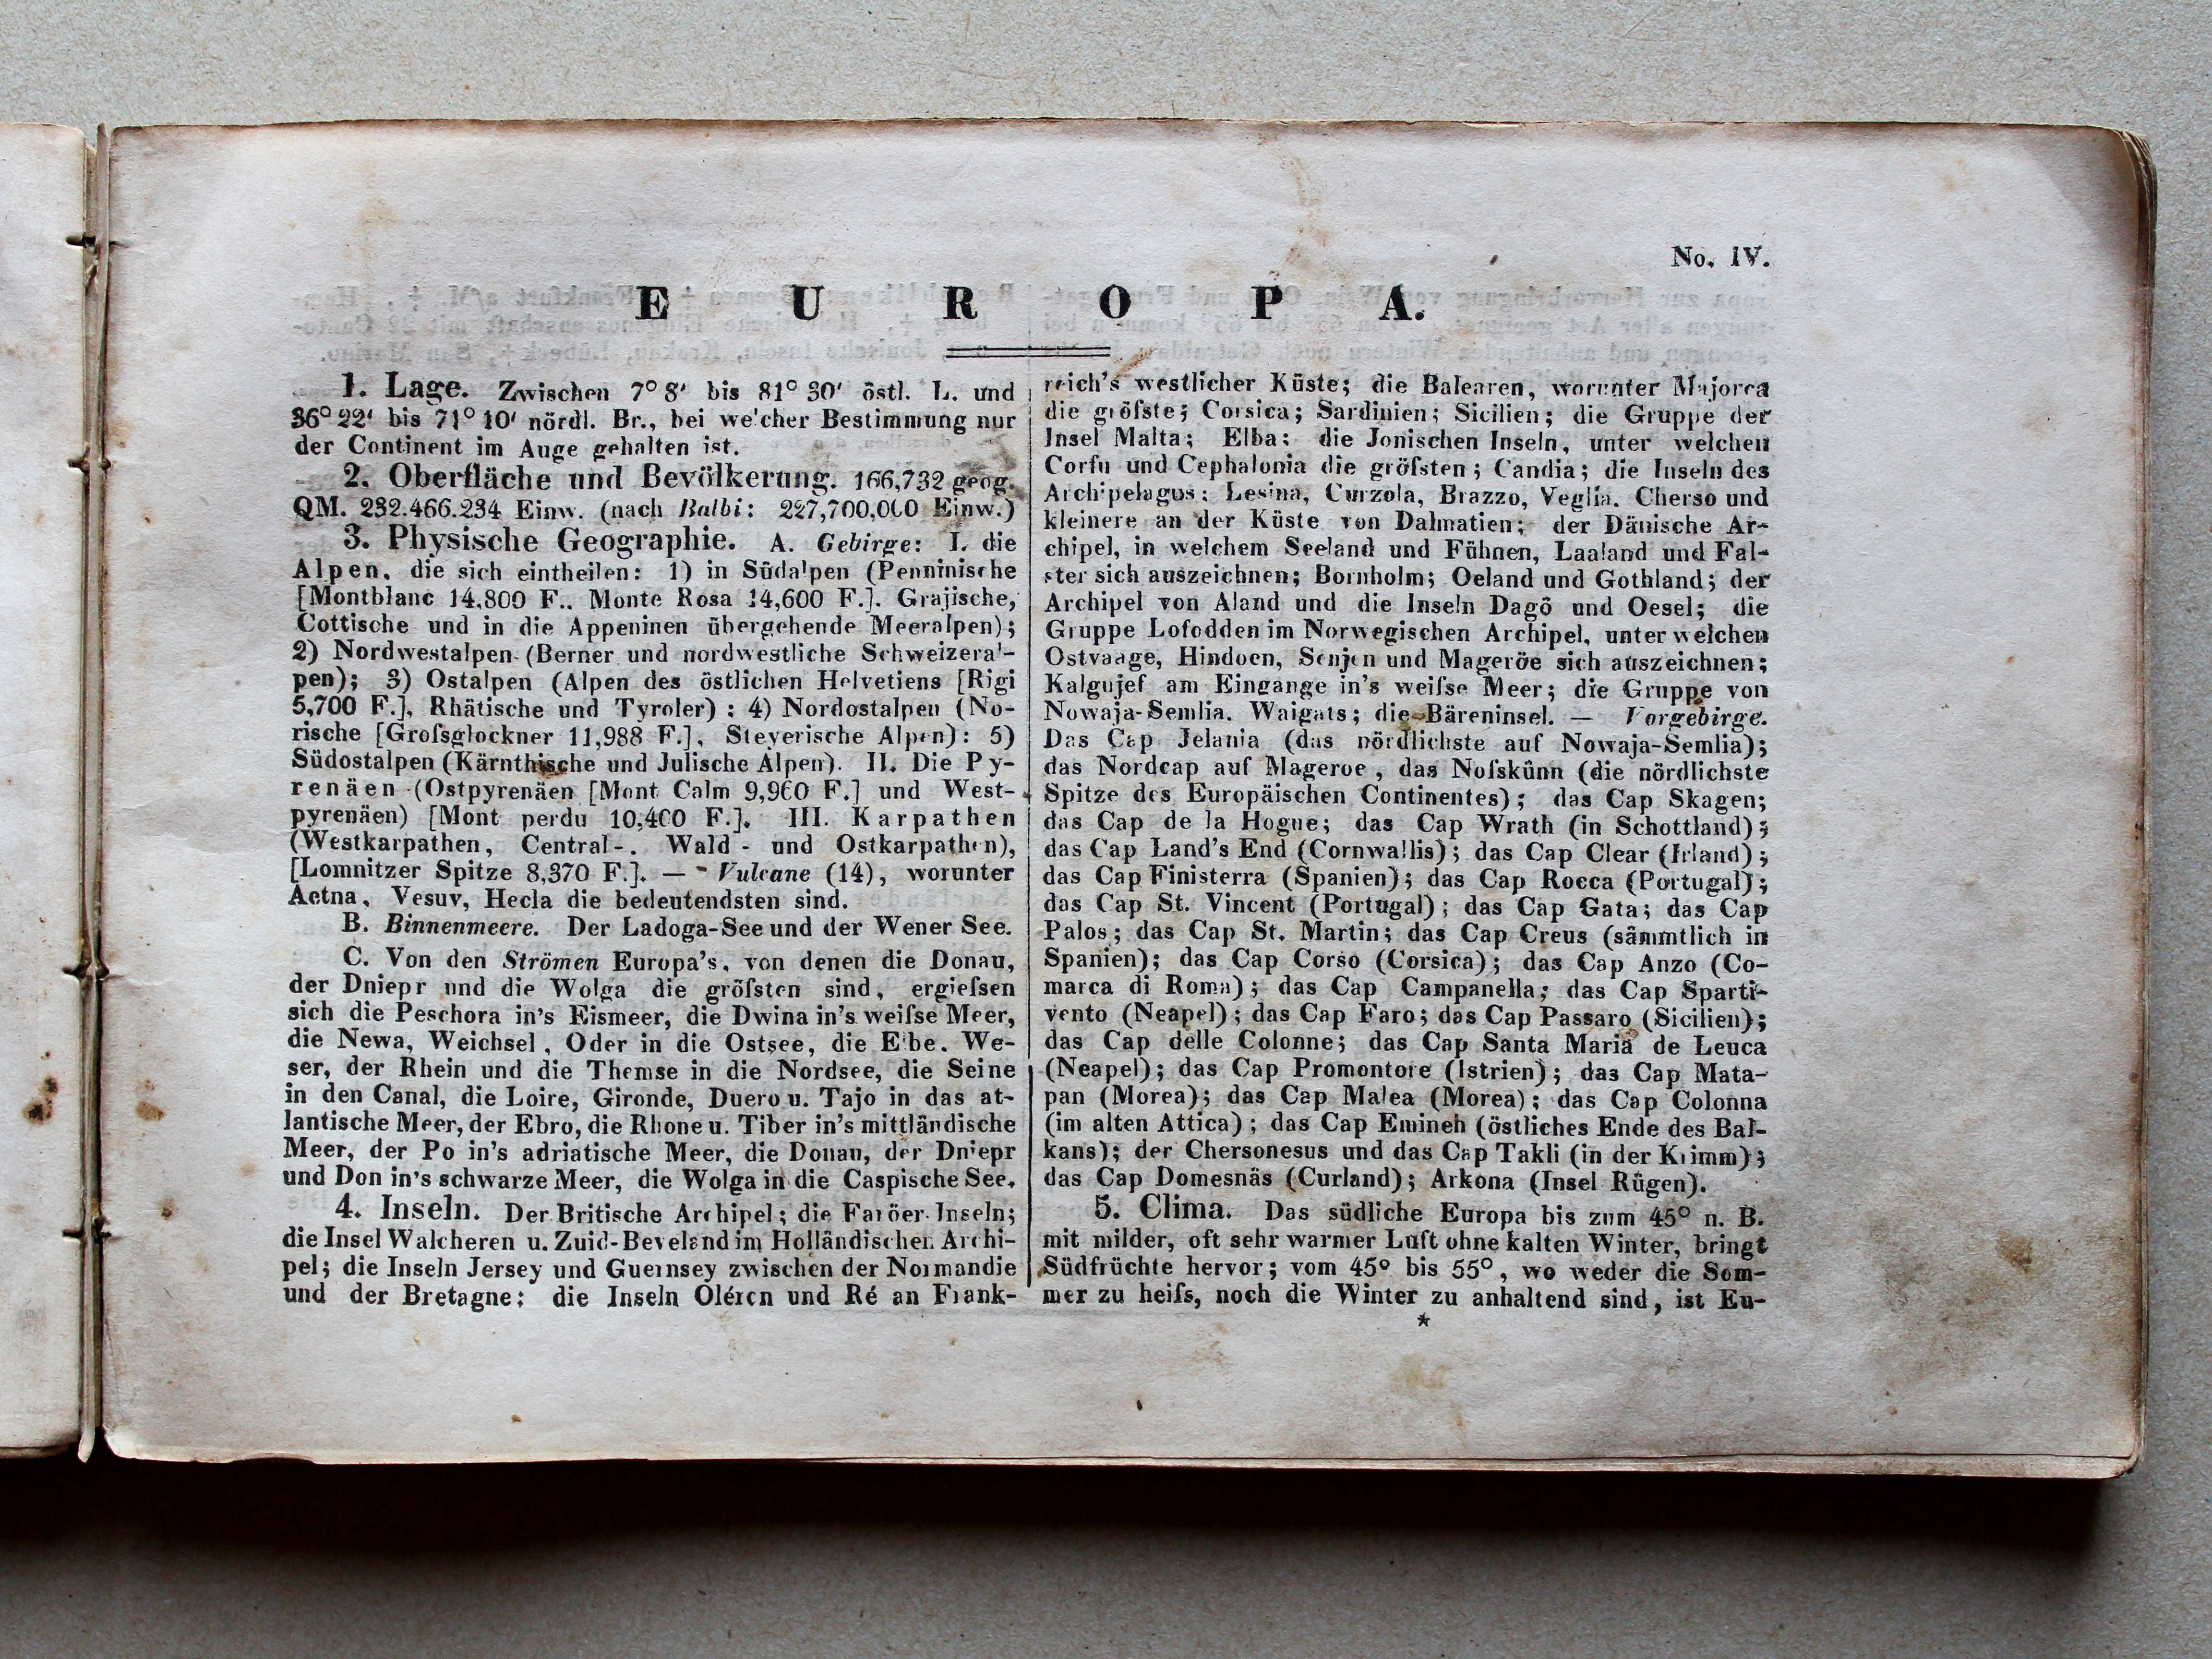 No. IV.
EUROPA.
1. Lage. Zwischen 7° 8′ bis 81° 30′ östl. L. und
36° 22′ bis 71° 10′ nördl. Br., bei welcher Bestimmung nur
der Continent im Auge gehalten ist.
2. Oberfläche und Bevölkerung. 166,732 geog.
QM. 232.466.234 Einw. (nach Balbi: 227,700,000 Einw.)
3. Physische Geographie. A. Gebirge: I. die
Alpen, die sich eintheilen: 1) in Südalpen (Penninische
[Montblanc 14,800 F., Monte Rosa 14,600 F.]. Grajische,
Cottische und in die Appeninen übergehende Meeralpen);
2) Nordwestalpen (Berner und nordwestliche Schweizeral-
pen); 3) Ostalpen (Alpen des östlichen Helvetiens [Rigi
5,700 F.], Rhätische und Tyroler); 4) Nordostalpen (No-
rische [Groſsglockner 11,988 F.], Steyerische Alpen): 5)
Südostalpen (Kärnthische und Julische Alpen). II. Die Py-
renäen (Ostpyrenäen [Mont Calm 9,960 F.] und West-
pyrenäen) [Mont perdu 10,400 F.]. III. Karpathen
(Westkarpathen, Central-, Wald- und Ostkarpathen),
[Lomnitzer Spitze 8,370 F.]. — Vulcane (14), worunter
Aetna, Vesuv, Hecla die bedeutendsten sind.
B. Binnenmeere. Der Ladoga-See und der Wener See.
C. Von den Strömen Europa's, von denen die Donau,
der Dniepr und die Wolga die gröſsten sind, ergieſsen
sich die Peschora in's Eismeer, die Dwina in's weiſse Meer,
die Newa, Weichsel, Oder in die Ostsee, die Elbe, We-
ser, der Rhein und die Themse in die Nordsee, die Seine
in den Canal, die Loire, Gironde, Duero u. Tajo in das at-
lantische Meer, der Ebro, die Rhone u. Tiber in's mittländische
Meer, der Po in's adriatische Meer, die Donau, der Dniepr
und Don in's schwarze Meer, die Wolga in die Caspische See.
4. Inseln. Der Britische Archipel; die Faröer Inseln;
die Insel Walcheren u. Zuid-Beveland im Holländischen Archi-
pel; die Inseln Jersey und Guernsey zwischen der Normandie
und der Bretagne; die Inseln Oléren und Ré an Frank-
reich's westlicher Küste; die Balearen, worunter Majorca
die gröſste; Corsica; Sardinien; Sicilien; die Gruppe der
Insel Malta; Elba; die Jonischen Inseln, unter welchen
Corfu und Cephalonia die gröſsten; Candia; die Inseln des
Archipelagus; Lesina, Curzola, Brazzo, Veglia, Cherso und
kleinere an der Küste von Dalmatien; der Dänische Ar-
chipel, in welchem Seeland und Fühnen, Laaland und Fal-
ster sich auszeichnen; Bornholm; Oeland und Gothland; der
Archipel von Aland und die Inseln Dagö und Oesel; die
Gruppe Lofodden im Norwegischen Archipel, unter welchen
Ostvaage, Hindoen, Senjen und Mageröe sich auszeichnen;
Kalgujef am Eingange in's weiſse Meer; die Gruppe von
Nowaja-Semlia. Waigats; die Bäreninsel. — Vorgebirge.
Das Cap Jelania (das nördlichste auf Nowaja-Semlia);
das Nordcap auf Mageroe, das Noſskünn (die nördlichste
Spitze des Europäischen Continentes); das Cap Skagen;
das Cap de la Hogue; das Cap Wrath (in Schottland);
das Cap Land's End (Cornwallis); das Cap Clear (Irland);
das Cap Finisterra (Spanien); das Cap Rocca (Portugal);
das Cap St. Vincent (Portugal); das Cap Gata; das Cap
Palos; das Cap St. Martin; das Cap Creus (sämmtlich in
Spanien); das Cap Corso (Corsica); das Cap Anzo (Co-
marca di Roma); das Cap Campanella; das Cap Sparti-
vento (Neapel); das Cap Faro; das Cap Passaro (Sicilien);
das Cap delle Colonne; das Cap Santa Maria de Leuca
(Neapel); das Cap Promontore (Istrien); das Cap Mata-
pan (Morea); das Cap Malea (Morea); das Cap Colonna
(im alten Attica); das Cap Emineh (östliches Ende des Bal-
kans); der Chersonesus und das Cap Takli (in der Krimm);
das Cap Domesnäs (Curland); Arkona (Insel Rügen).
5. Clima. Das südliche Europa bis zum 45° n. B.
mit milder, oft sehr warmer Luft ohne kalten Winter, bringt
Südfrüchte hervor; vom 45° bis 55°, wo weder die Som-
mer zu heiſs, noch die Winter zu anhaltend sind, ist Eu-
*